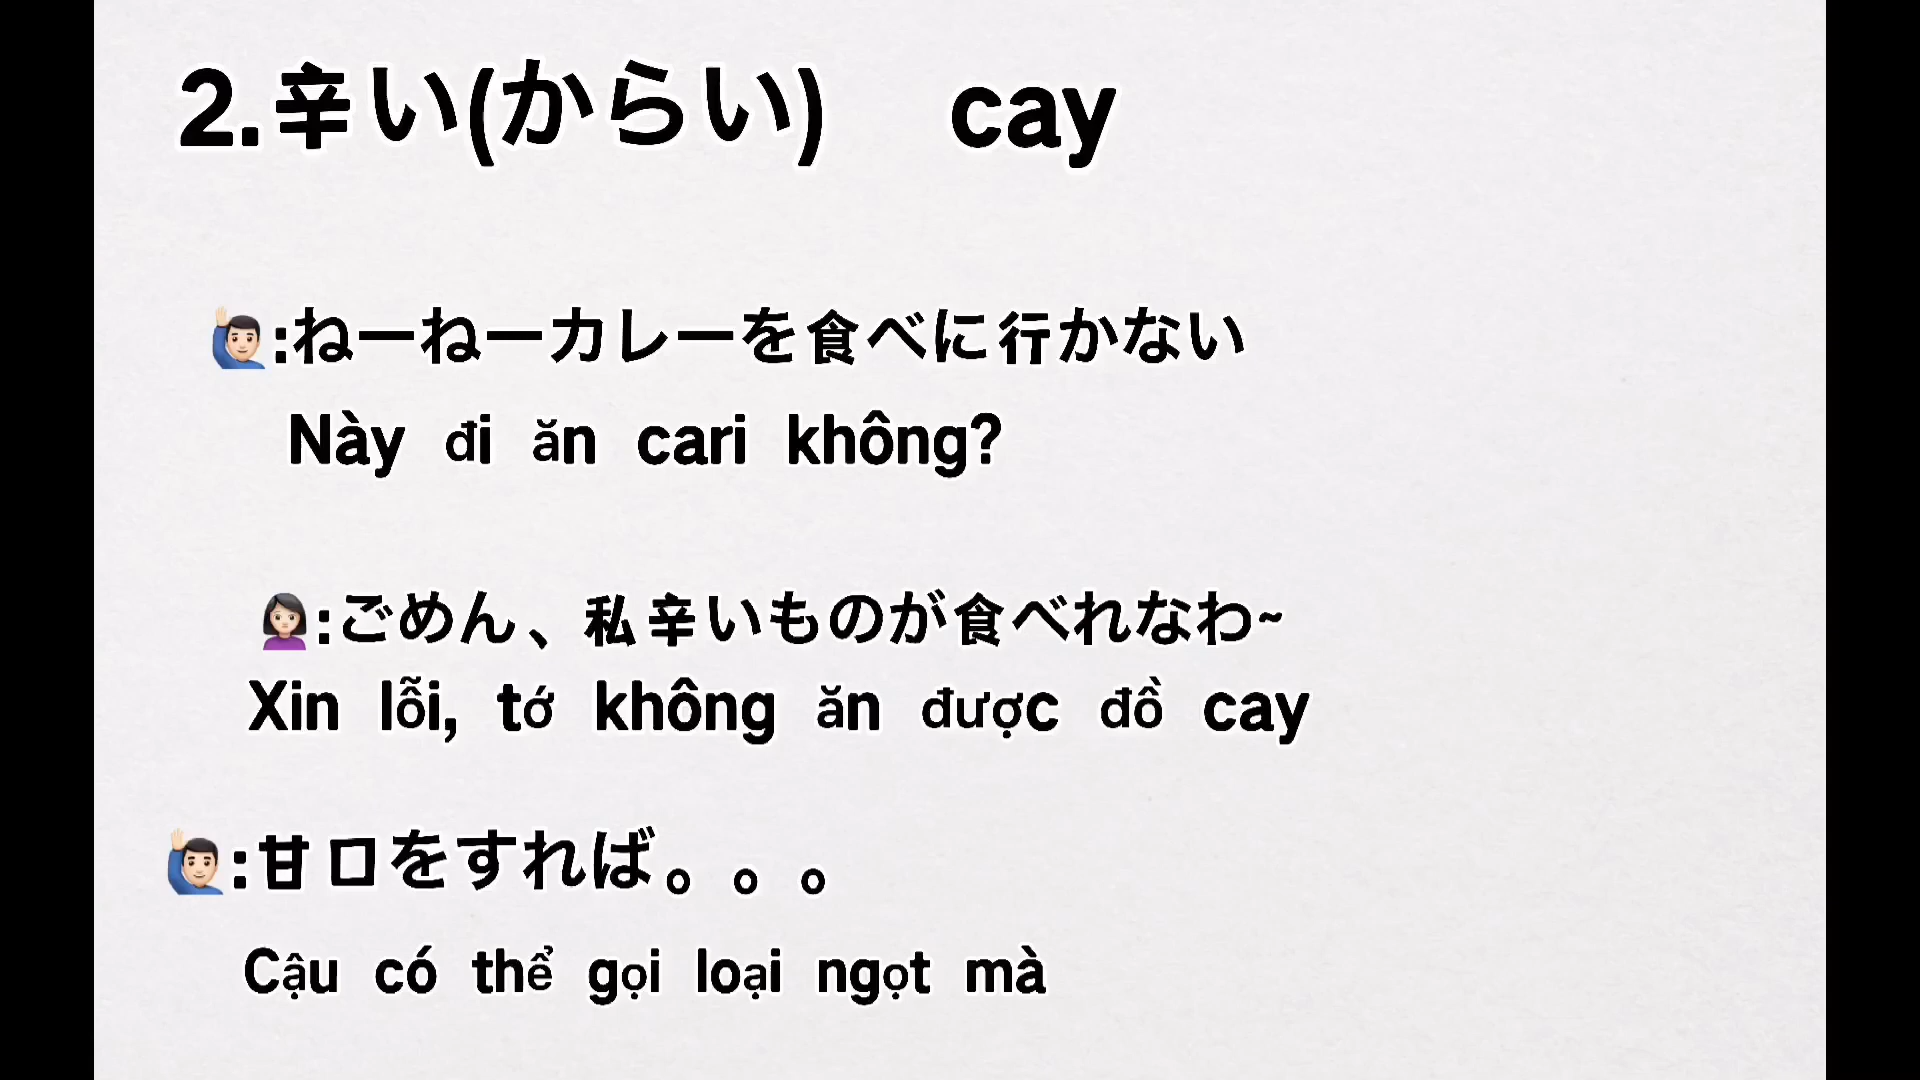 2.辛い(からい) cay
:ねーねーカレーを食べに行かない
Này đi ăn cari không?
:ごめん、私辛いものが食べれなわ~
Xin lỗi, tớ không ăn được đồ cay
:甘口をすれば。。。
Cậu có thể gọi loại ngọt mà